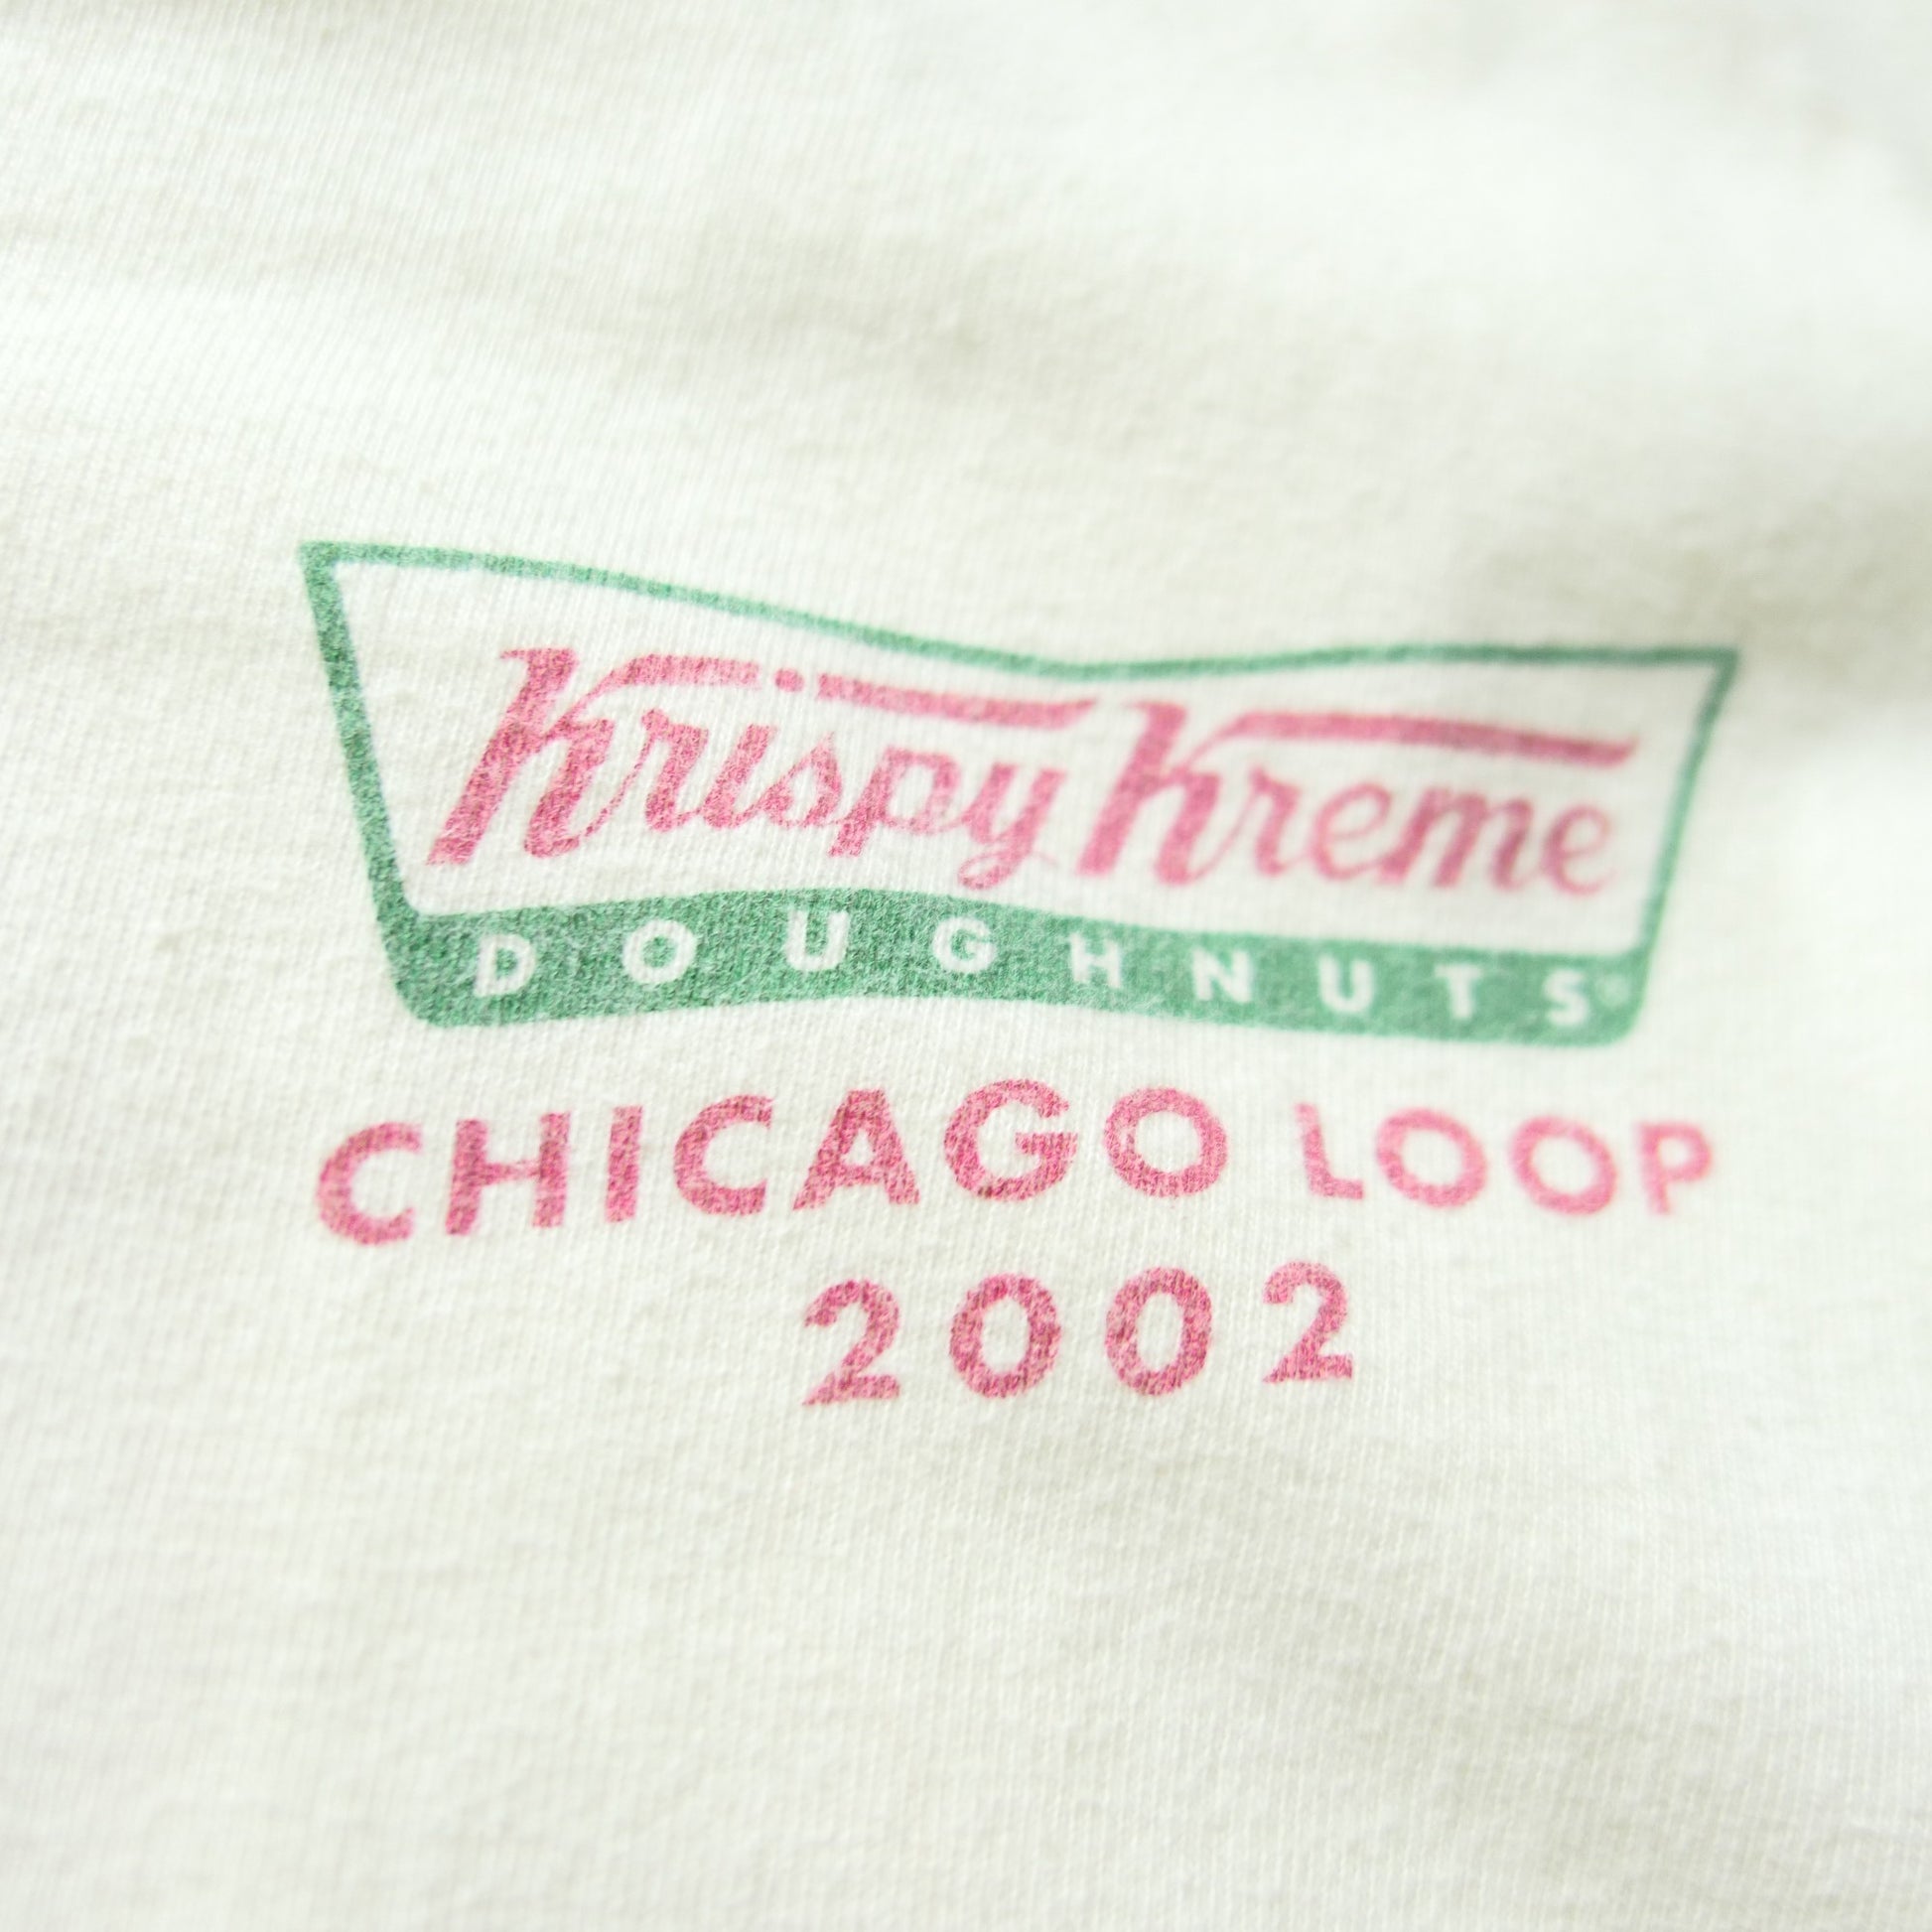 Krispy Kreme
DOUGHNUTS®
CHICAGO LOOP
2002